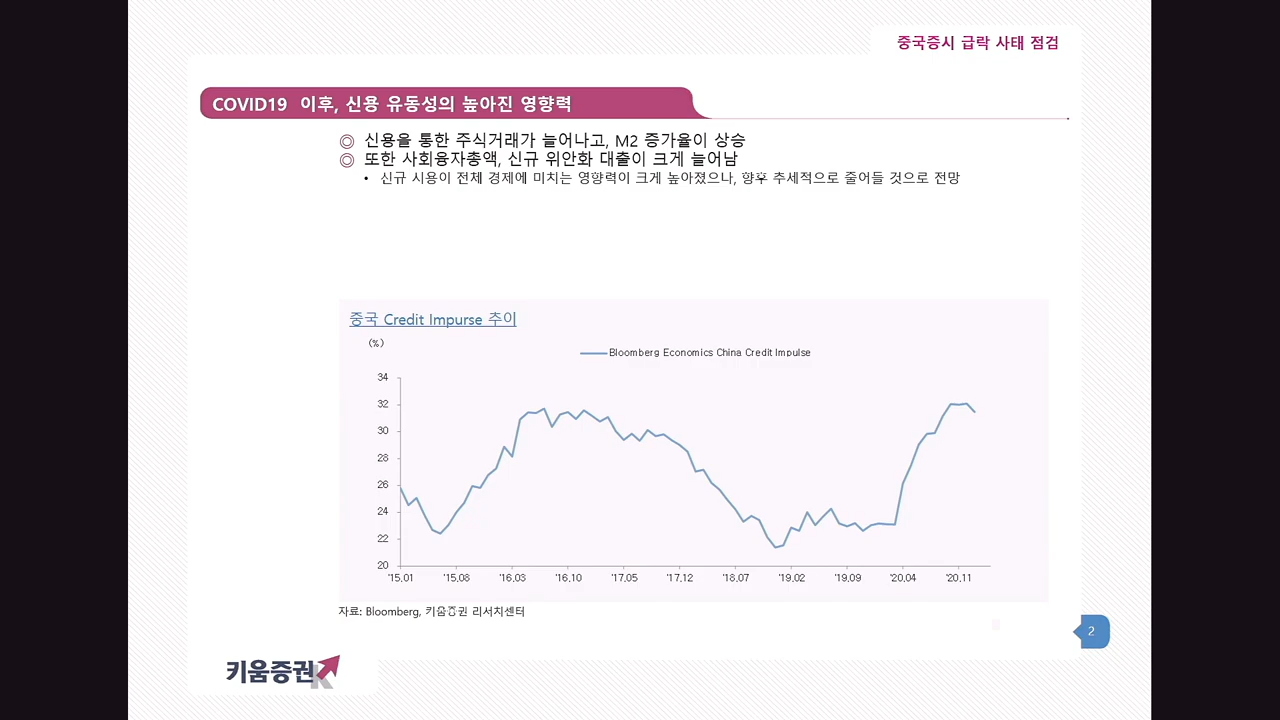 중국증시 급락 사태 점검
COVID19 이후, 신용 유동성의 높아진 영향력
◎ 신용을 통한 주식거래가 늘어나고, M2 증가율이 상승
◎ 또한 사회융자총액, 신규 위안화 대출이 크게 늘어남
• 신규 시용이 전체 경제에 미치는 영향력이 크게 높아졌으나, 향후 추세적으로 줄어들 것으로 전망
중국 Credit Impurse 추이
(%)
Bloomberg Economics China Credit Impulse
34
32
30
28
26
24
22
20
'15.01 '15.08 '16.03 '16.10 '17.05 '17.12 '18.07 '19.02 '19.09 '20.04 '20.11
자료: Bloomberg, 키움증권 리서치센터
2
키움증권